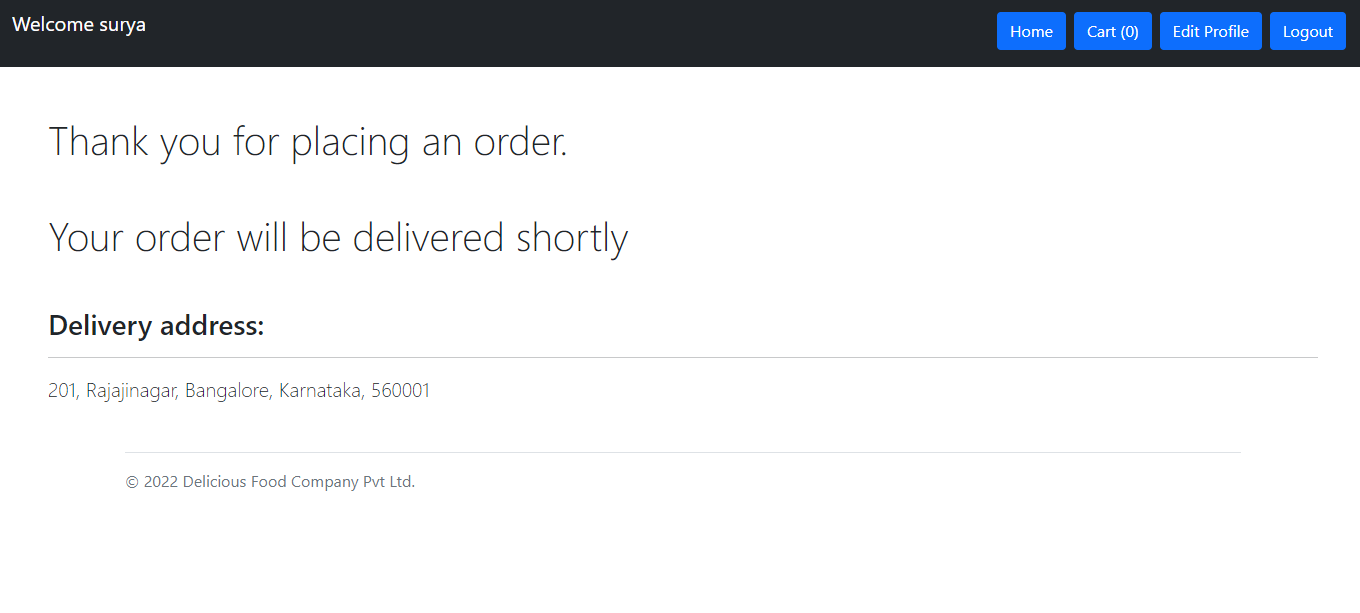 Welcome surya
Home
Cart (0)
Edit Profile
Logout
Thank you for placing an order.
Your order will be delivered shortly
Delivery address:
201, Rajajinagar, Bangalore, Karnataka, 560001
© 2022 Delicious Food Company Pvt Ltd.